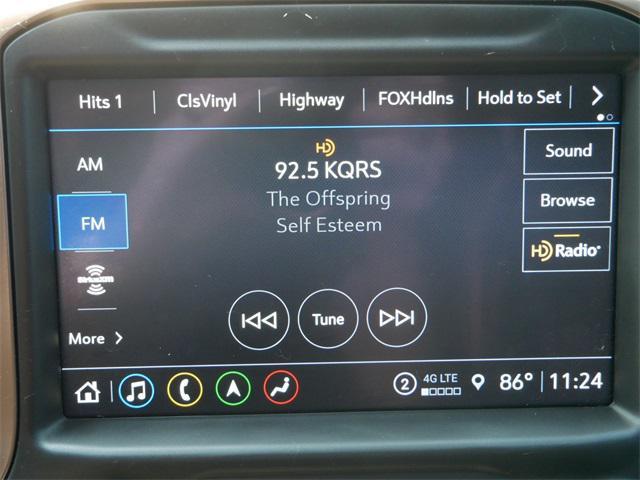 Hits 1 ClsVinyl Highway FOXHdlns Hold to Set
HD
92.5 KQRS
The Offspring
Self Esteem
AM
FM
SiriusXM
More
Sound
Browse
HD Radio
Tune
2 4G LTE 86° 11:24